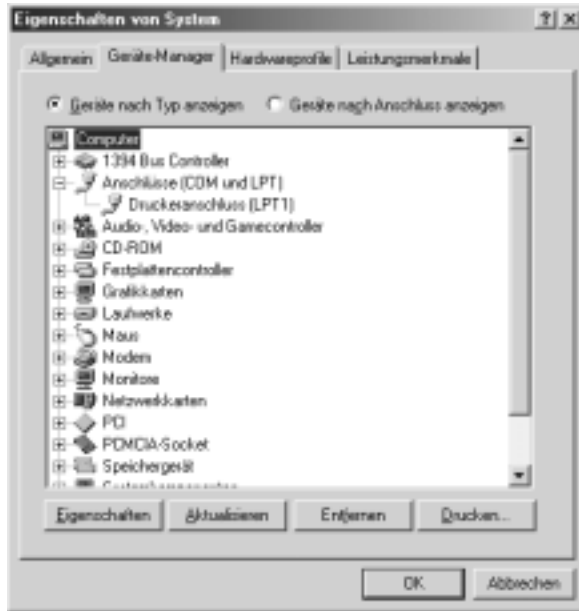 Eigenschaften von System
Allgemein Geräte-Manager Hardwareprofile Leistungsmerkmale
Geräte nach Typ anzeigen Geräte nach Anschluss anzeigen
Computer
1394 Bus Controller
Anschlüsse (COM und LPT)
Druckeranschluss (LPT1)
Audio-, Video- und Gamecontroller
CD-ROM
Festplattencontroller
Grafikkarten
Laufwerke
Maus
Modem
Monitore
Netzwerkkarten
PCI
PCMCIA-Socket
Speichergerät
Systemkomponenten
Eigenschaften Aktualisieren Entfernen Drucken...
OK Abbrechen